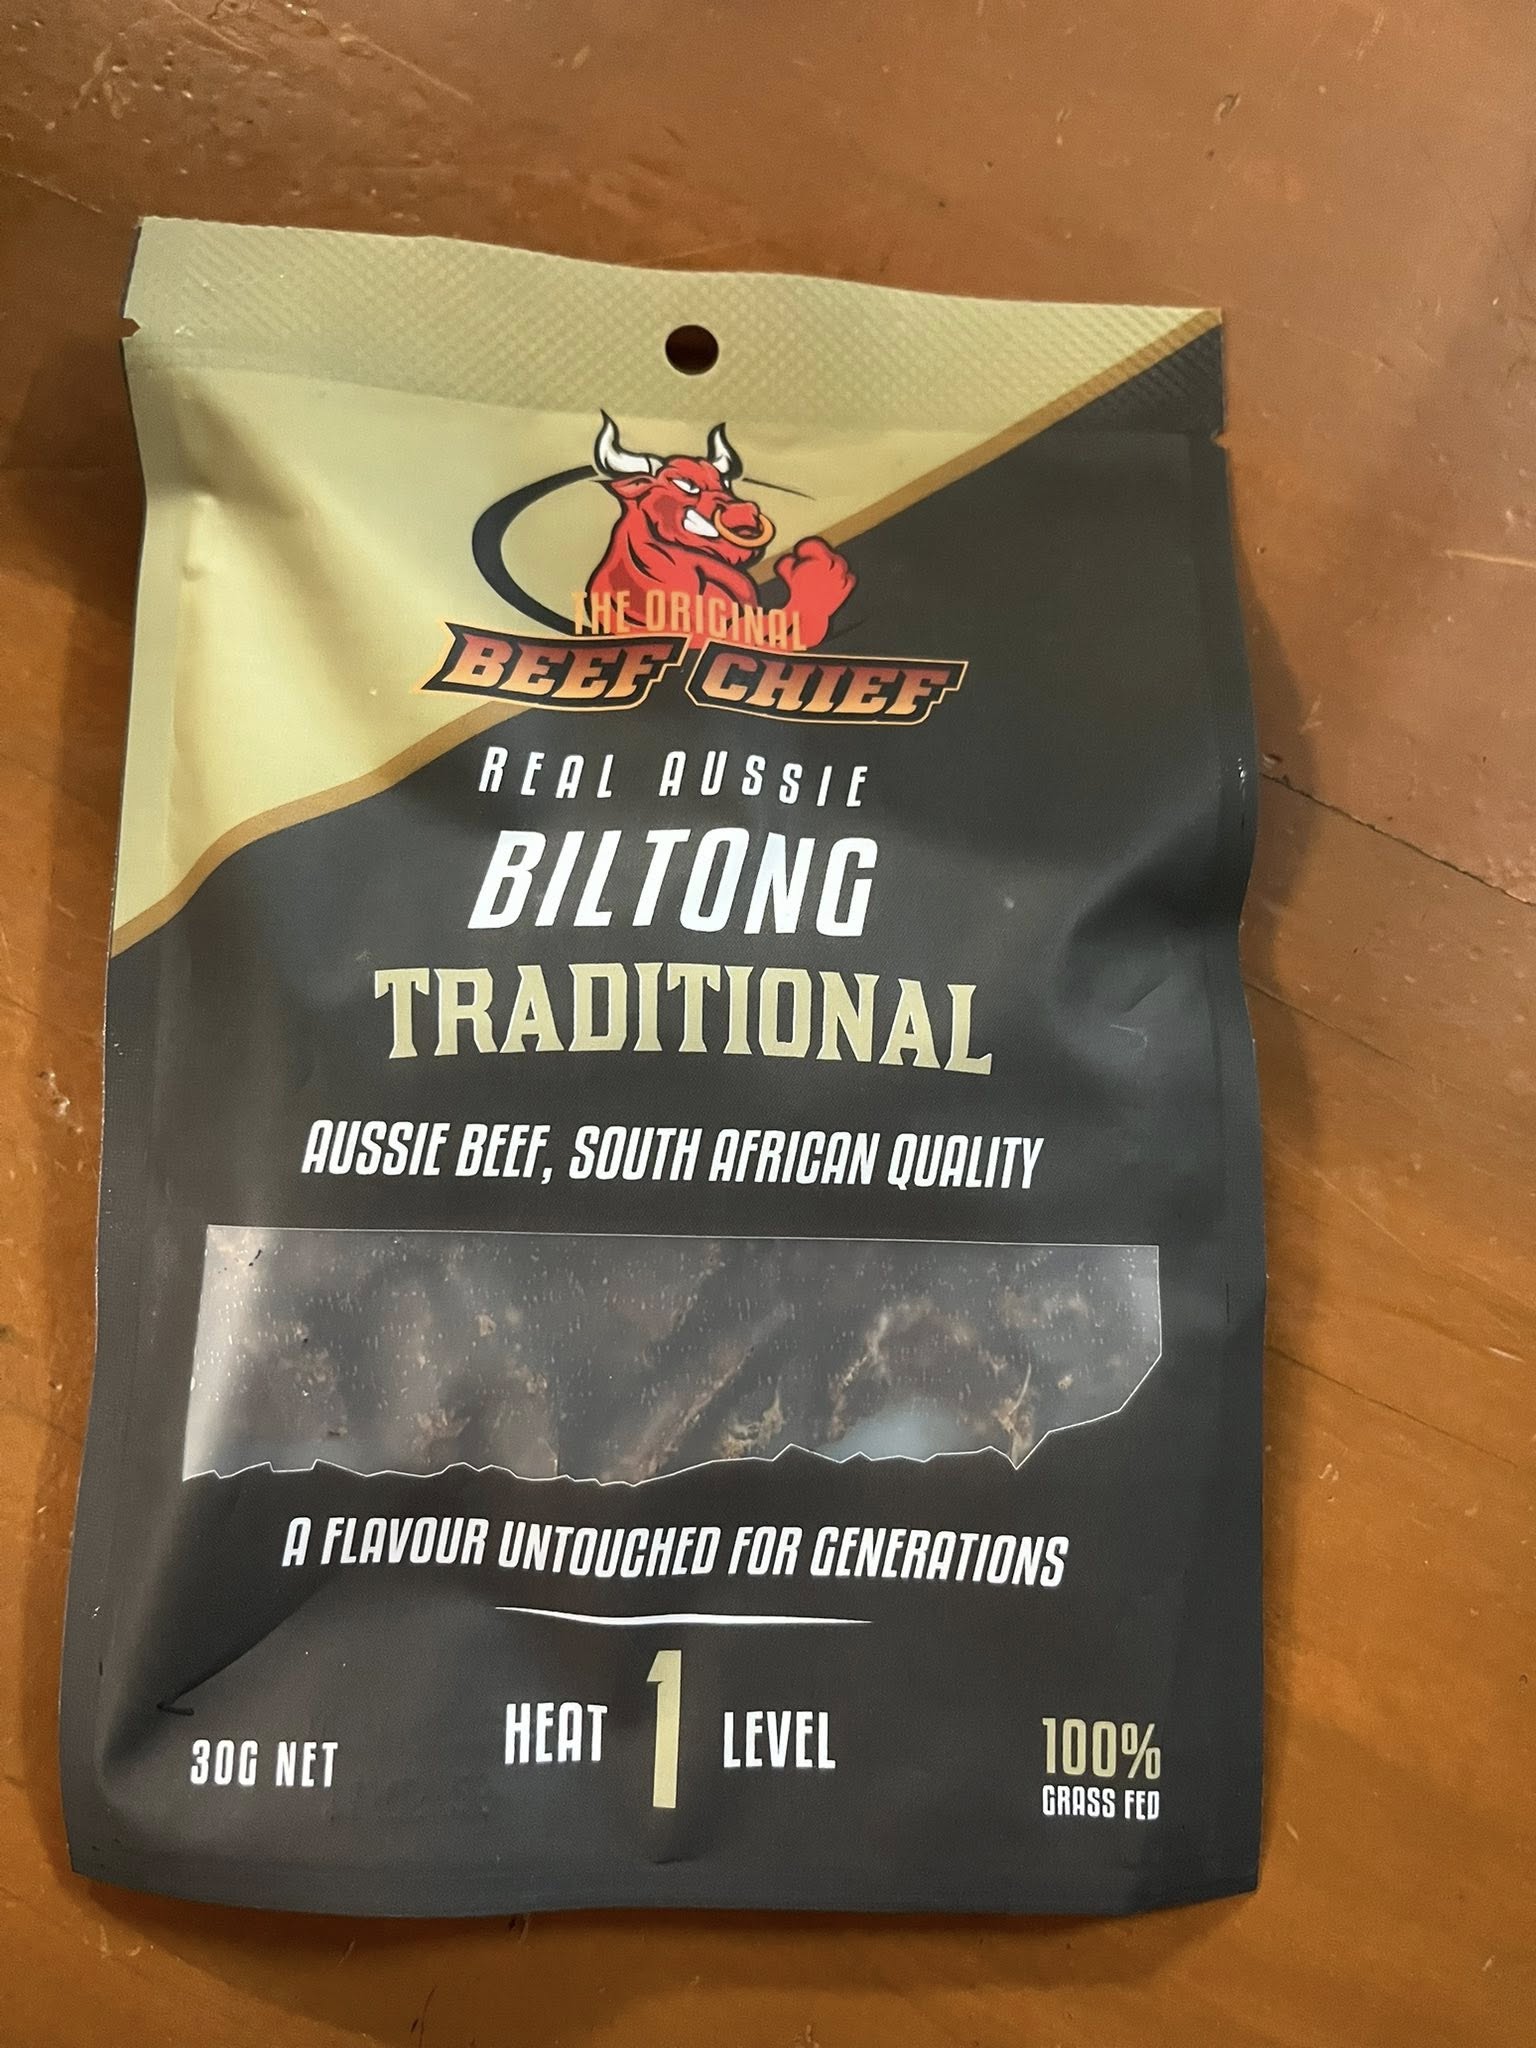 THE ORIGINAL
BEEF CHIEF
REAL AUSSIE
BILTONG
TRADITIONAL
AUSSIE BEEF, SOUTH AFRICAN QUALITY
A FLAVOUR UNTOUCHED FOR GENERATIONS
30G NET
HEAT 1 LEVEL
100%
GRASS FED